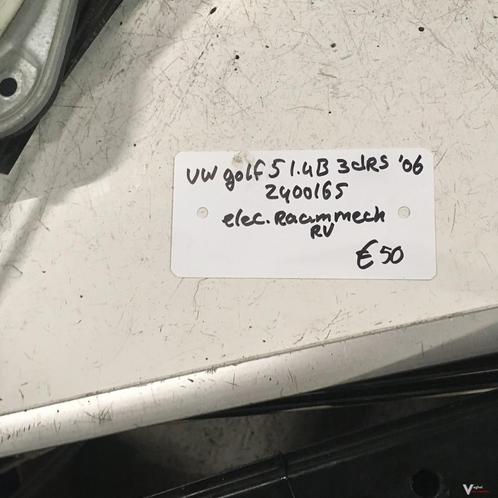 VW golf 5 1.4B 3dRS '06
2400165
elec. Raammech
RV
€50